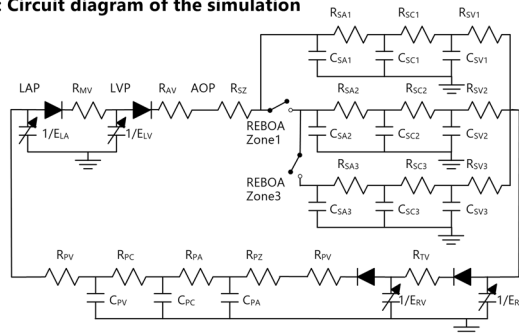 Circuit diagram of the simulation
RSA1 RSC1 RSV1
CSA1 CSC1 CSV1
LAP RMV LVP RAV AOP RSZ RSA2 RSC2 RSV2
1/ELA 1/ELV REBOA Zone1 CSA2 CSC2 CSV2
RSA3 RSC3 RSV3
REBOA Zone3 CSA3 CSC3 CSV3
RPV RPC RPA RPZ RPV RTV
CPV CPC CPA 1/ERV 1/ER